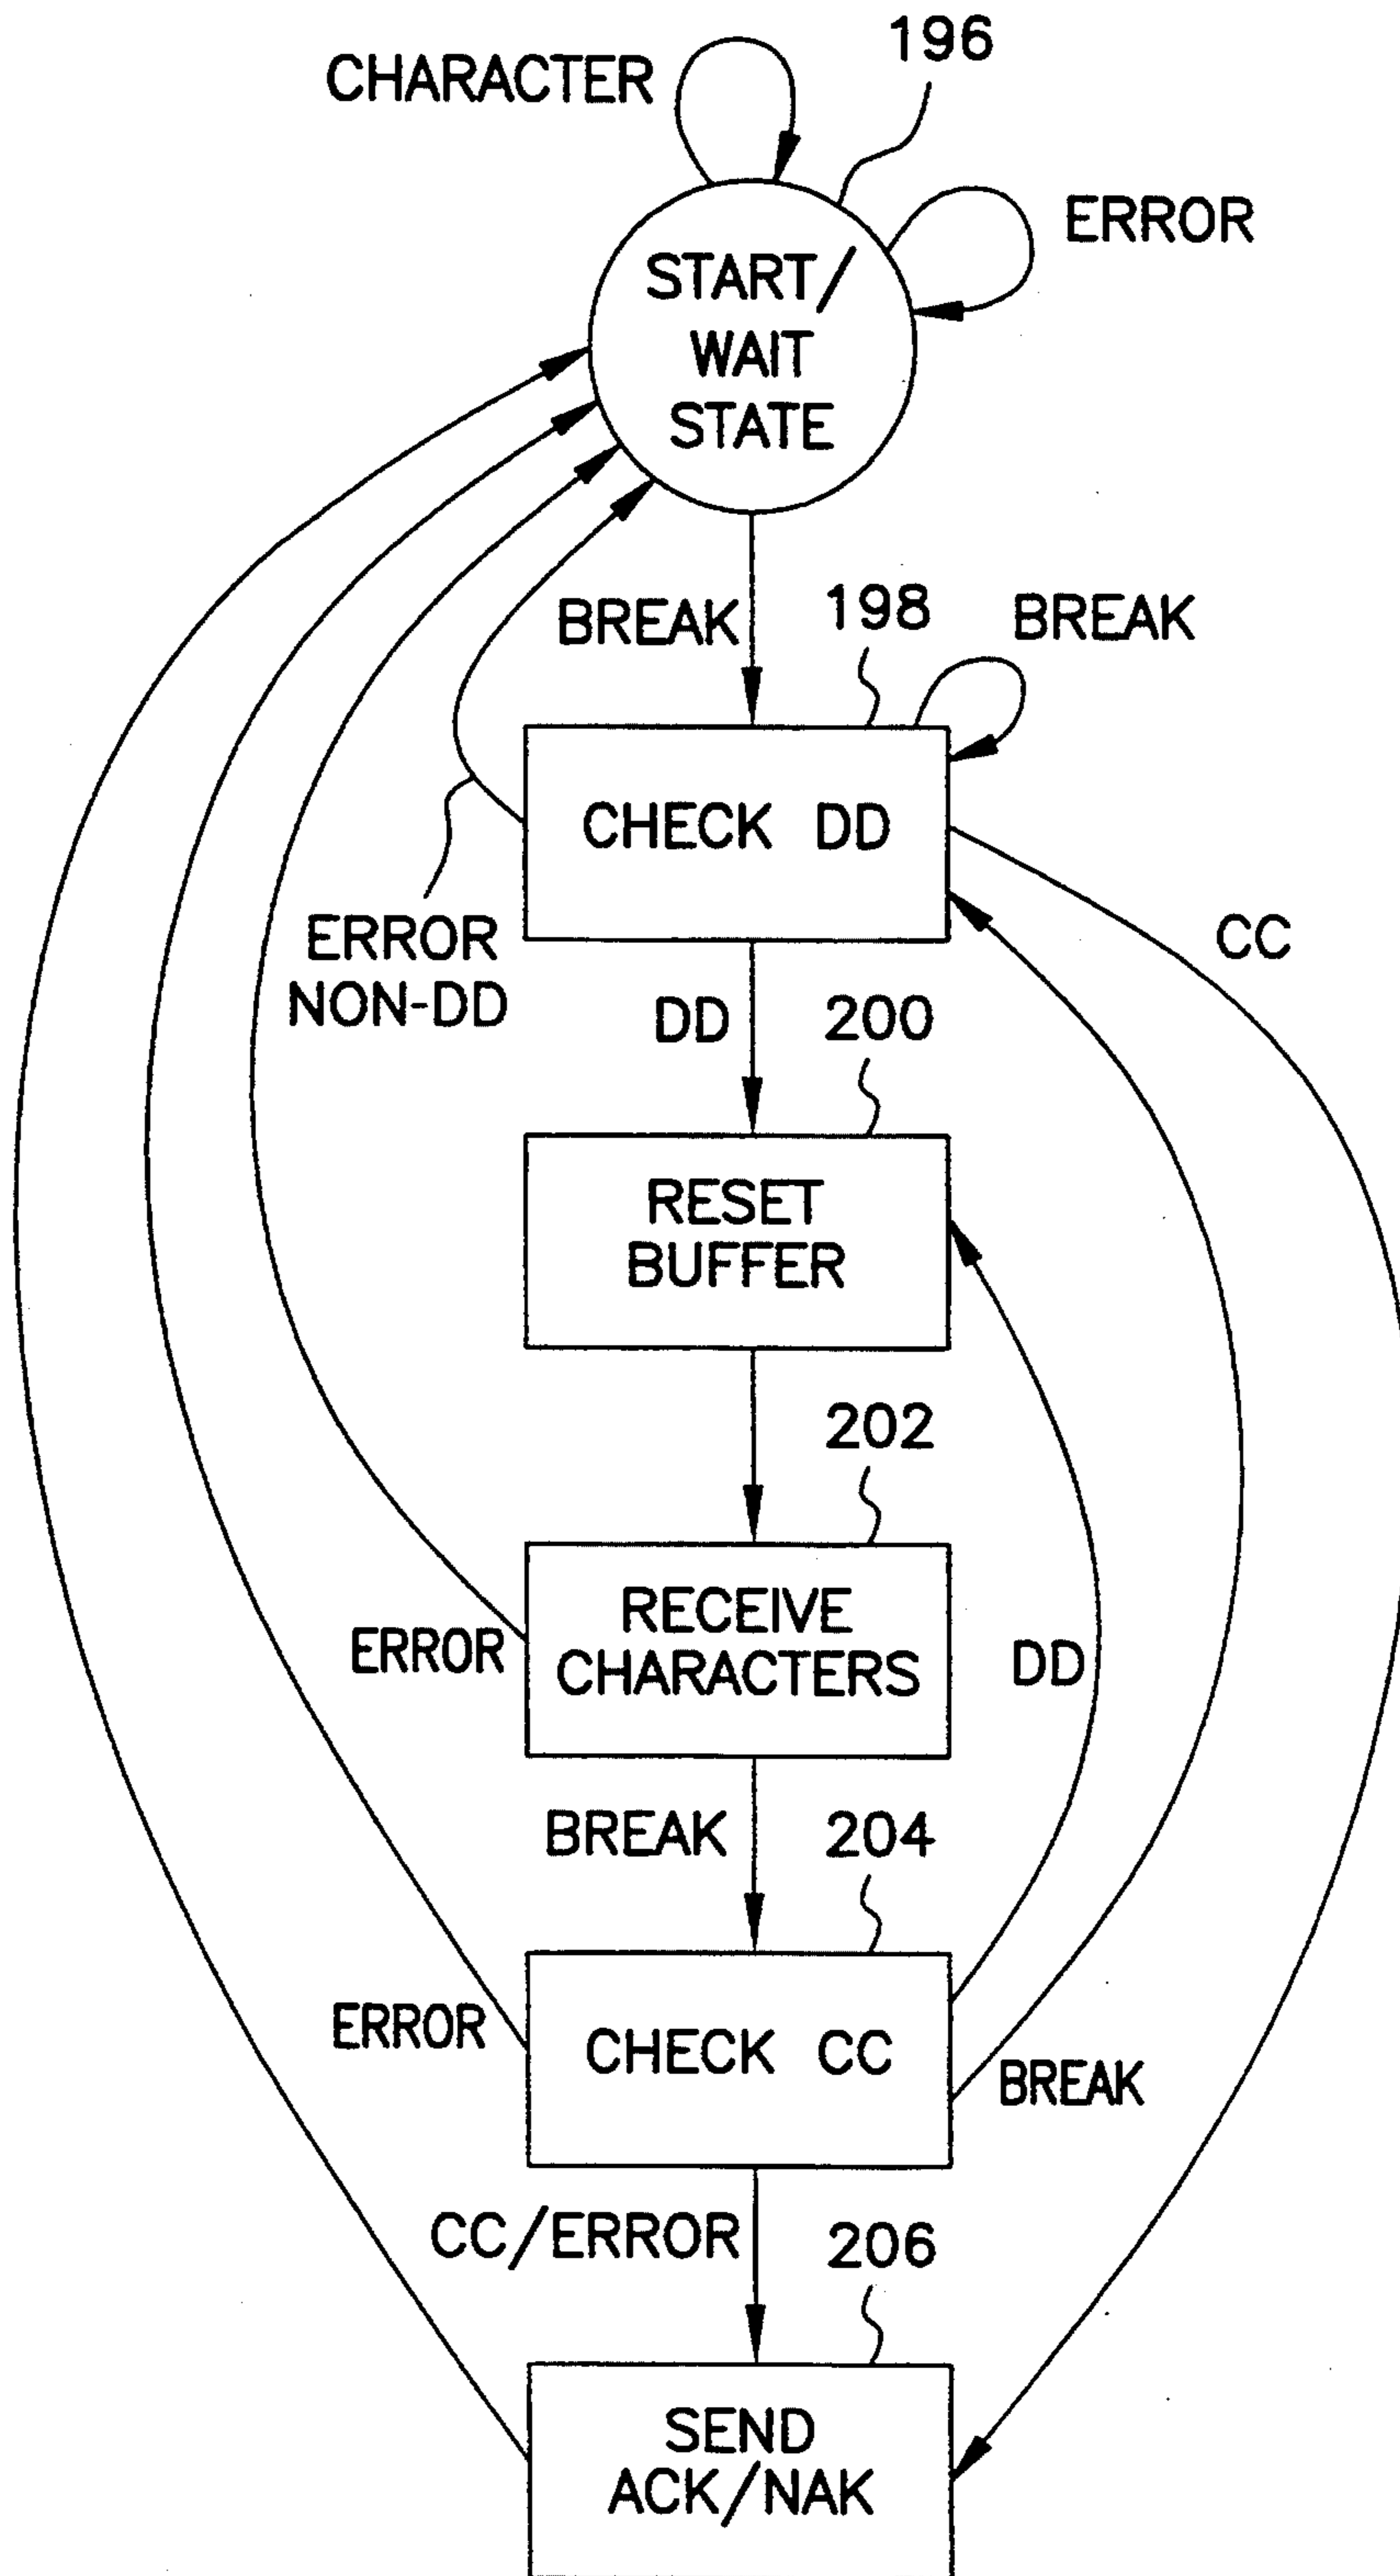 196
CHARACTER
ERROR
START/
WAIT
STATE
BREAK
198
BREAK
CHECK DD
CC
ERROR
NON-DD
DD
200
RESET
BUFFER
202
RECEIVE
CHARACTERS
ERROR
DD
BREAK
204
ERROR
CHECK CC
BREAK
CC/ERROR
206
SEND
ACK/NAK